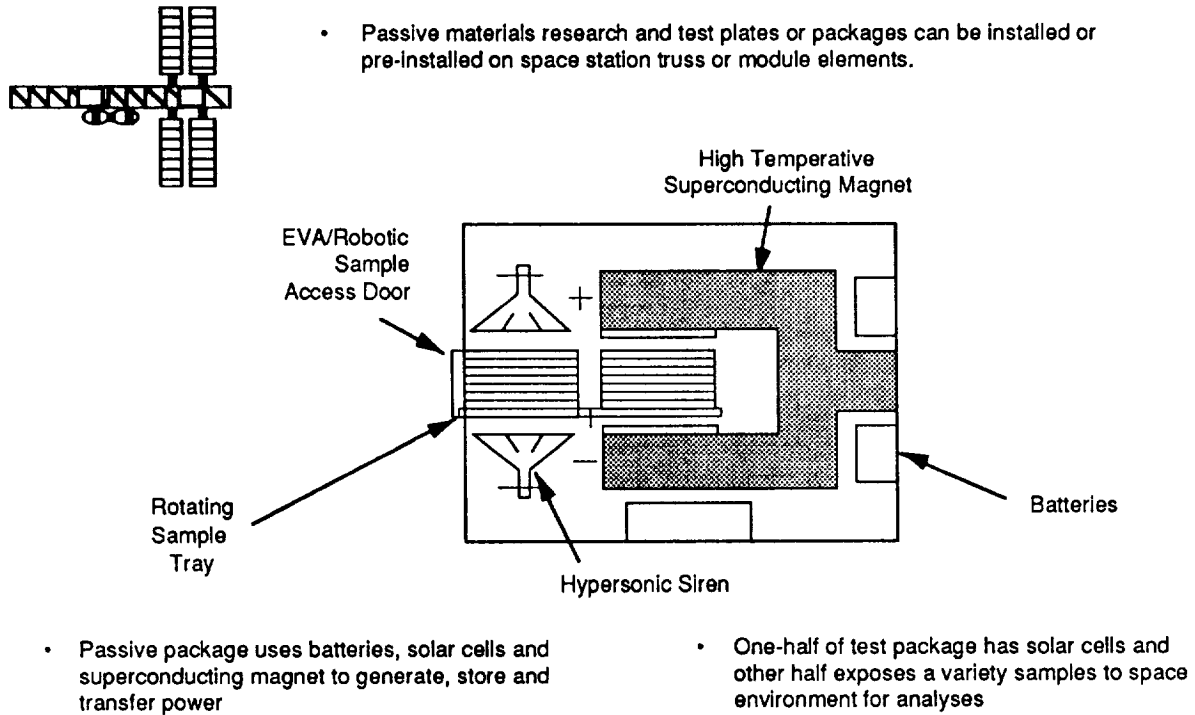 • Passive materials research and test plates or packages can be installed or
pre-installed on space station truss or module elements.
High Temperative
Superconducting Magnet
EVA/Robotic
Sample
Access Door
+
+
−
Rotating
Sample
Tray
Batteries
Hypersonic Siren
• Passive package uses batteries, solar cells and
superconducting magnet to generate, store and
transfer power
• One-half of test package has solar cells and
other half exposes a variety samples to space
environment for analyses